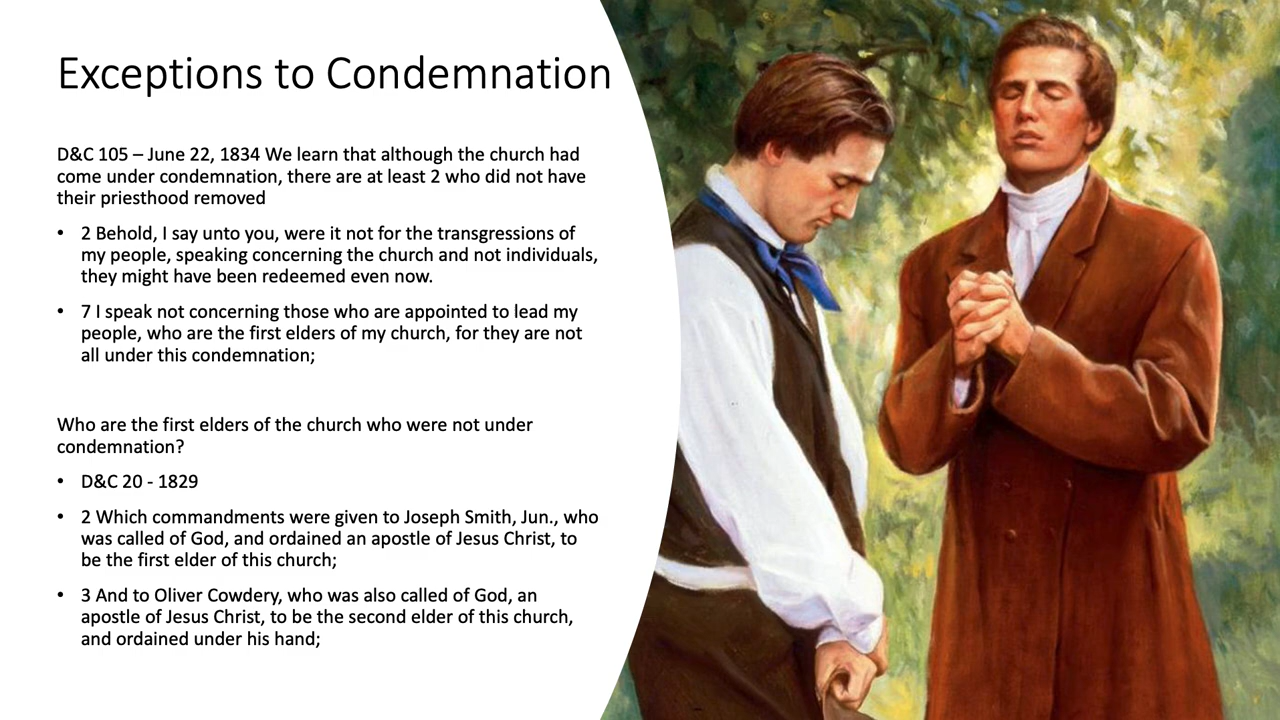 Exceptions to Condemnation
D&C 105 – June 22, 1834 We learn that although the church had
come under condemnation, there are at least 2 who did not have
their priesthood removed
• 2 Behold, I say unto you, were it not for the transgressions of
my people, speaking concerning the church and not individuals,
they might have been redeemed even now.
• 7 I speak not concerning those who are appointed to lead my
people, who are the first elders of my church, for they are not
all under this condemnation;
Who are the first elders of the church who were not under
condemnation?
• D&C 20 - 1829
• 2 Which commandments were given to Joseph Smith, Jun., who
was called of God, and ordained an apostle of Jesus Christ, to
be the first elder of this church;
• 3 And to Oliver Cowdery, who was also called of God, an
apostle of Jesus Christ, to be the second elder of this church,
and ordained under his hand;